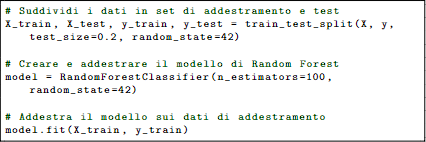 # Suddividi i dati in set di addestramento e test
X_train, X_test, y_train, y_test = train_test_split(X, y,
test_size=0.2, random_state=42)
# Creare e addestrare il modello di Random Forest
model = RandomForestClassifier(n_estimators=100,
random_state=42)
# Addestra il modello sui dati di addestramento
model.fit(X_train, y_train)